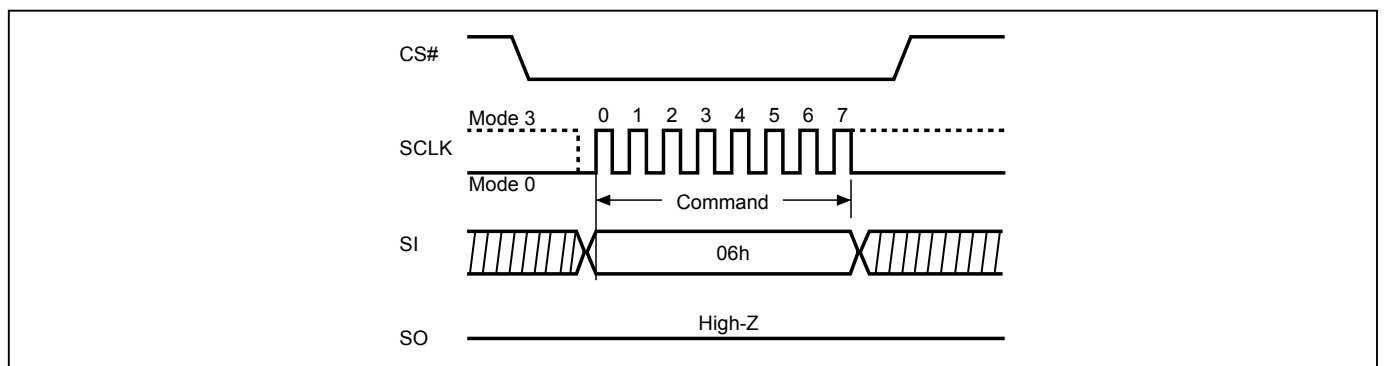 CS#
Mode 3
0 1 2 3 4 5 6 7
SCLK
Mode 0
Command
SI
06h
High-Z
SO